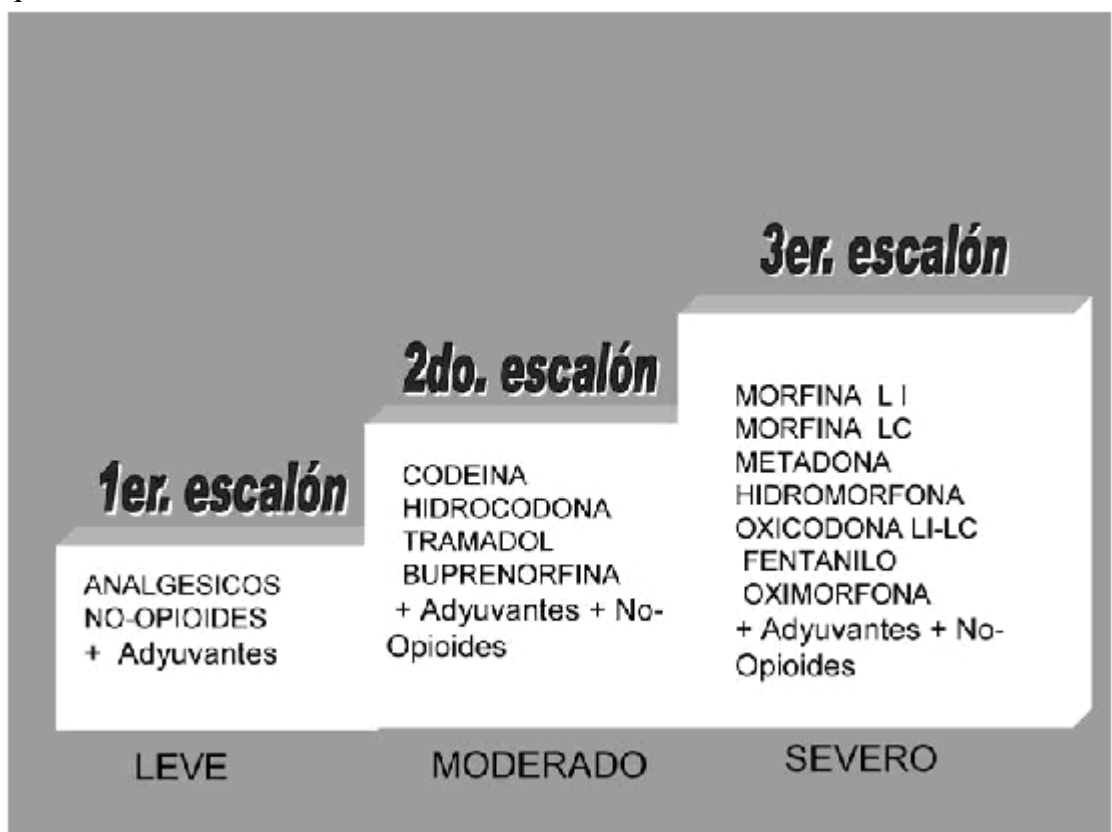 1er. escalón
ANALGESICOS
NO-OPIOIDES
+ Adyuvantes
LEVE
2do. escalón
CODEINA
HIDROCODONA
TRAMADOL
BUPRENORFINA
+ Adyuvantes + No-
Opioides
MODERADO
3er. escalón
MORFINA L I
MORFINA LC
METADONA
HIDROMORFONA
OXICODONA LI-LC
FENTANILO
OXIMORFONA
+ Adyuvantes + No-
Opioides
SEVERO